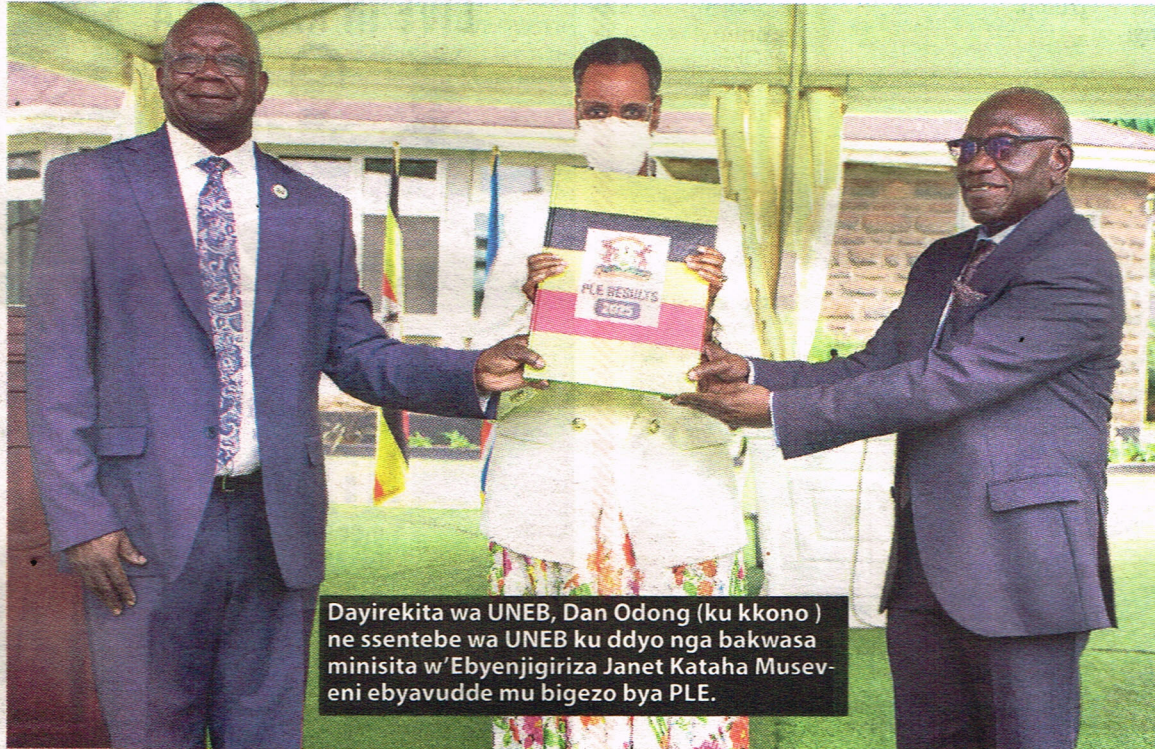 PLE RESULTS
2025
Dayirekita wa UNEB, Dan Odong (ku kkono )
ne ssentebe wa UNEB ku ddyo nga bakwasa
minisita w'Ebyenjigiriza Janet Kataha Musev-
eni ebyavudde mu bigezo bya PLE.